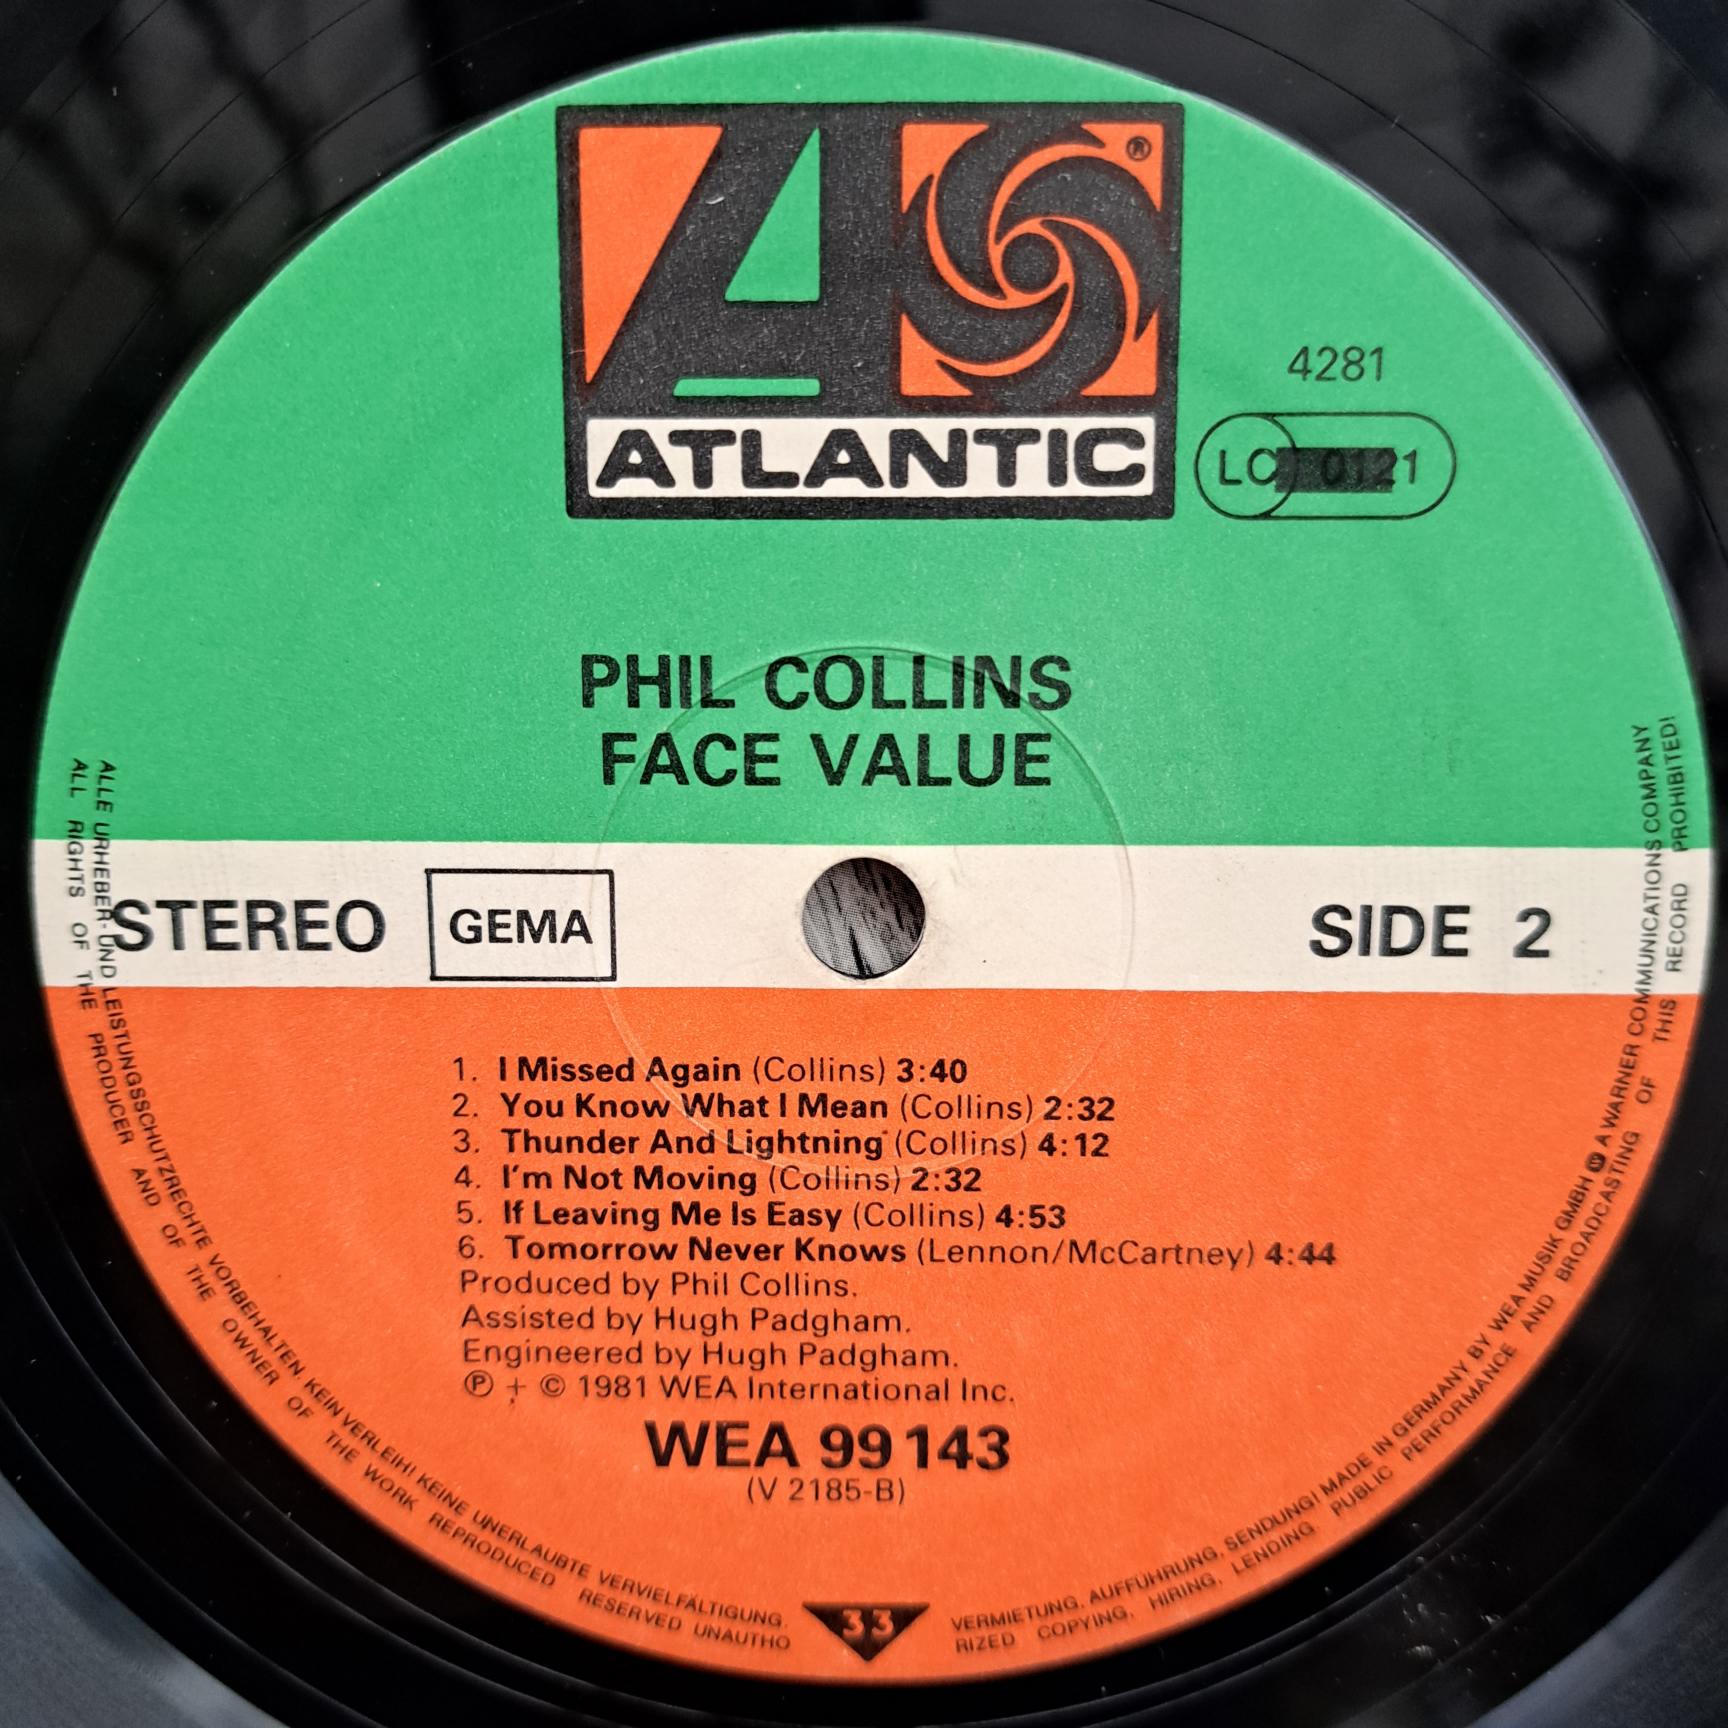 ®
ATLANTIC
4281
LC 0121
PHIL COLLINS
FACE VALUE
STEREO
GEMA
SIDE 2
1. I Missed Again (Collins) 3:40
2. You Know What I Mean (Collins) 2:32
3. Thunder And Lightning (Collins) 4:12
4. I'm Not Moving (Collins) 2:32
5. If Leaving Me Is Easy (Collins) 4:53
6. Tomorrow Never Knows (Lennon/McCartney) 4:44
Produced by Phil Collins.
Assisted by Hugh Padgham.
Engineered by Hugh Padgham.
℗ + © 1981 WEA International Inc.
WEA 99 143
(V 2185-B)
33
ALLE URHEBER- UND LEISTUNGSSCHUTZRECHTE VORBEHALTEN. KEIN VERLEIH! KEINE UNERLAUBTE VERVIELFÄLTIGUNG, VERMIETUNG, AUFFÜHRUNG, SENDUNG! MADE IN GERMANY BY WEA MUSIK GMBH A WARNER COMMUNICATIONS COMPANY
ALL RIGHTS OF THE PRODUCER AND OF THE OWNER OF THE WORK REPRODUCED RESERVED UNAUTHORIZED COPYING, HIRING, LENDING PUBLIC PERFORMANCE AND BROADCASTING OF THIS RECORD PROHIBITED!